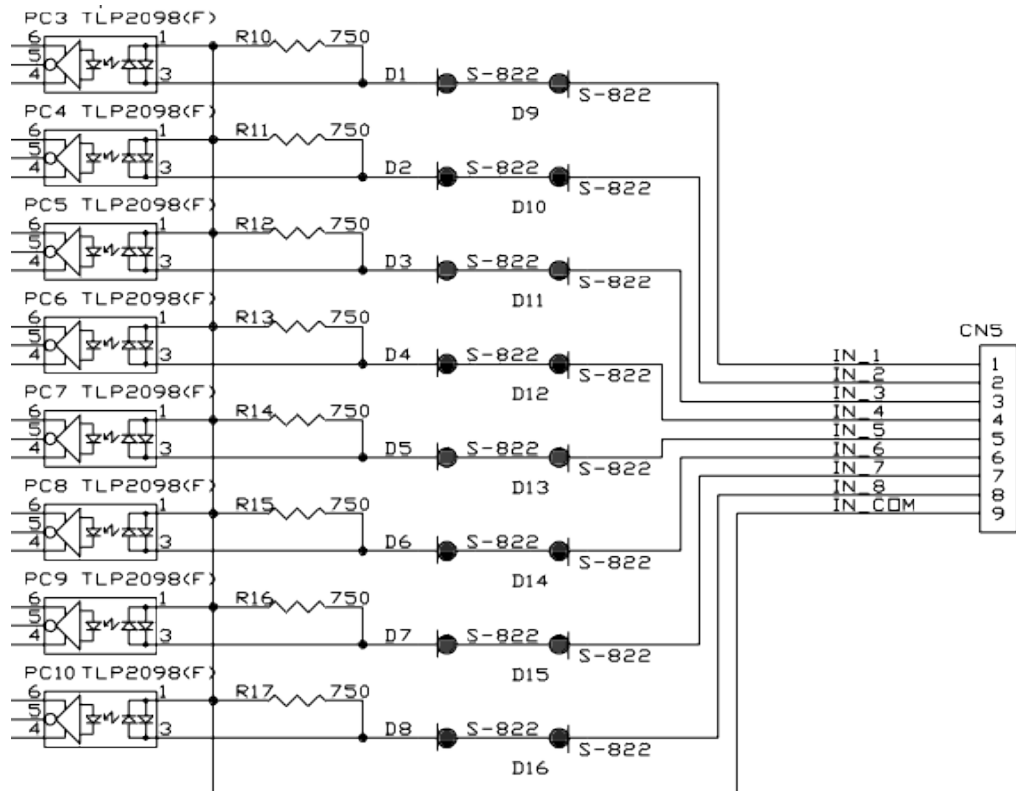 PC3 TLP2098(F)
6 1 R10 750
5
4 3 D1 S-822
D9 S-822
PC4 TLP2098(F)
6 1 R11 750
5
4 3 D2 S-822
D10 S-822
PC5 TLP2098(F)
6 1 R12 750
5
4 3 D3 S-822
D11 S-822
PC6 TLP2098(F)
6 1 R13 750
5
4 3 D4 S-822
D12 S-822
PC7 TLP2098(F)
6 1 R14 750
5
4 3 D5 S-822
D13 S-822
PC8 TLP2098(F)
6 1 R15 750
5
4 3 D6 S-822
D14 S-822
PC9 TLP2098(F)
6 1 R16 750
5
4 3 D7 S-822
D15 S-822
PC10 TLP2098(F)
6 1 R17 750
5
4 3 D8 S-822
D16 S-822
CN5
IN_1 1
IN_2 2
IN_3 3
IN_4 4
IN_5 5
IN_6 6
IN_7 7
IN_8 8
IN_COM 9